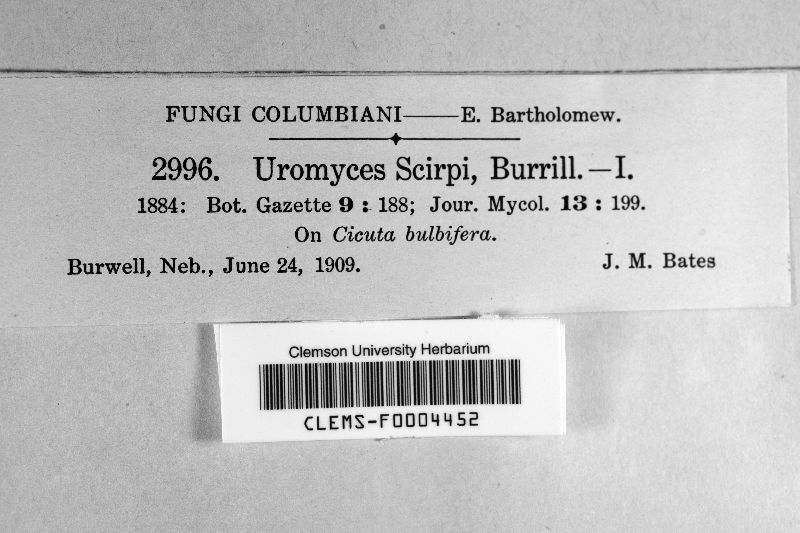 FUNGI COLUMBIANI——E. Bartholomew.
2996. Uromyces Scirpi, Burrill.—I.
1884: Bot. Gazette 9 : 188; Jour. Mycol. 13 : 199.
On Cicuta bulbifera.
Burwell, Neb., June 24, 1909. J. M. Bates
Clemson University Herbarium
CLEMS-F0004452